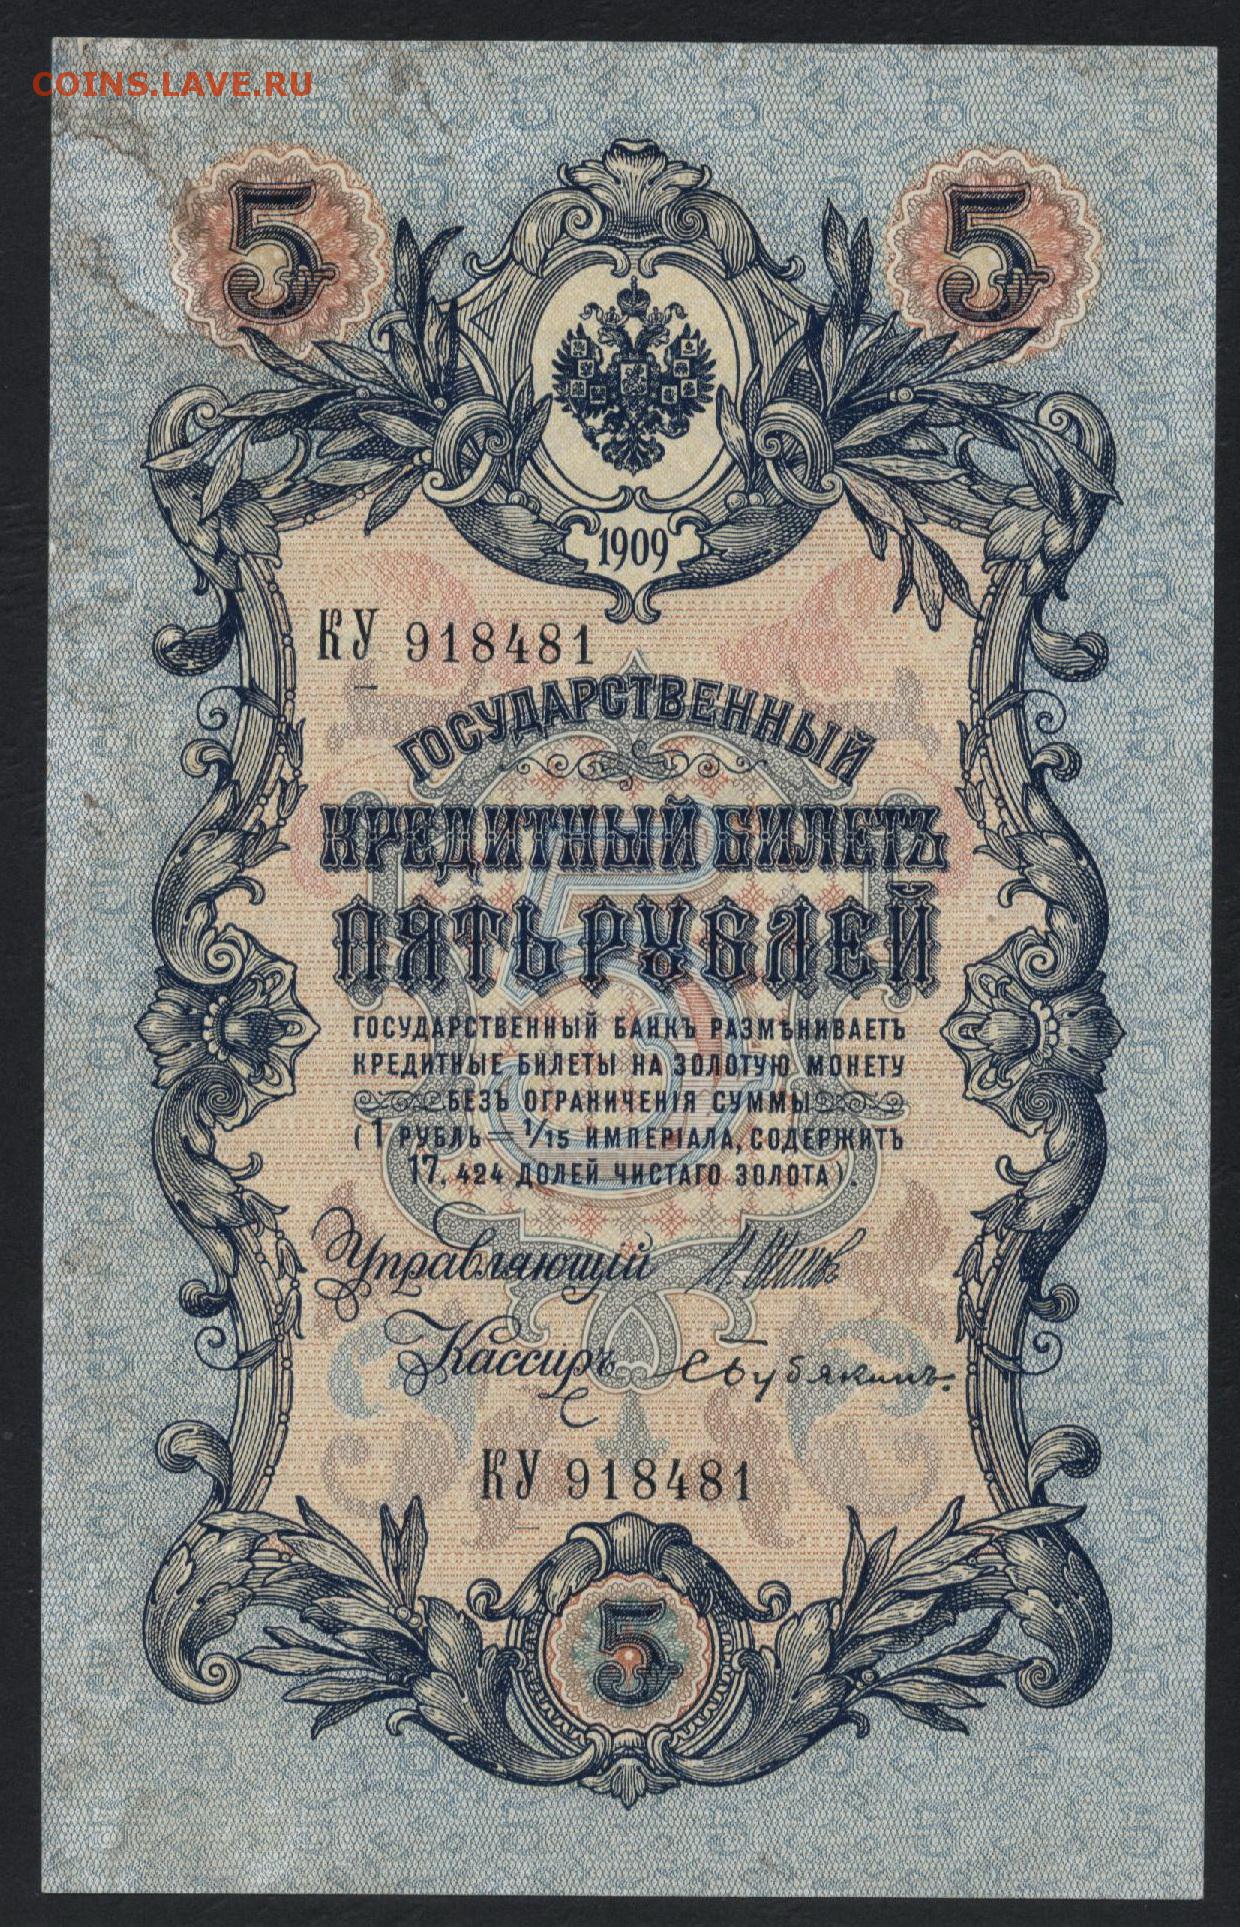 COINS.LAVE.RU
5 5
1909
КУ 918481
ГОСУДАРСТВЕННЫЙ
КРЕДИТНЫЙ БИЛЕТЪ
ПЯТЬ РУБЛЕЙ
ГОСУДАРСТВЕННЫЙ БАНКЪ РАЗМѢНИВАЕТЪ
КРЕДИТНЫЕ БИЛЕТЫ НА ЗОЛОТУЮ МОНЕТУ
БЕЗЪ ОГРАНИЧЕНІЯ СУММЫ
(1 РУБЛЬ = 1/15 ИМПЕРІАЛА, СОДЕРЖИТЪ
17,424 ДОЛЕЙ ЧИСТАГО ЗОЛОТА).
Управляющій И. Шиповъ
Кассиръ С Бубякинъ.
КУ 918481
5